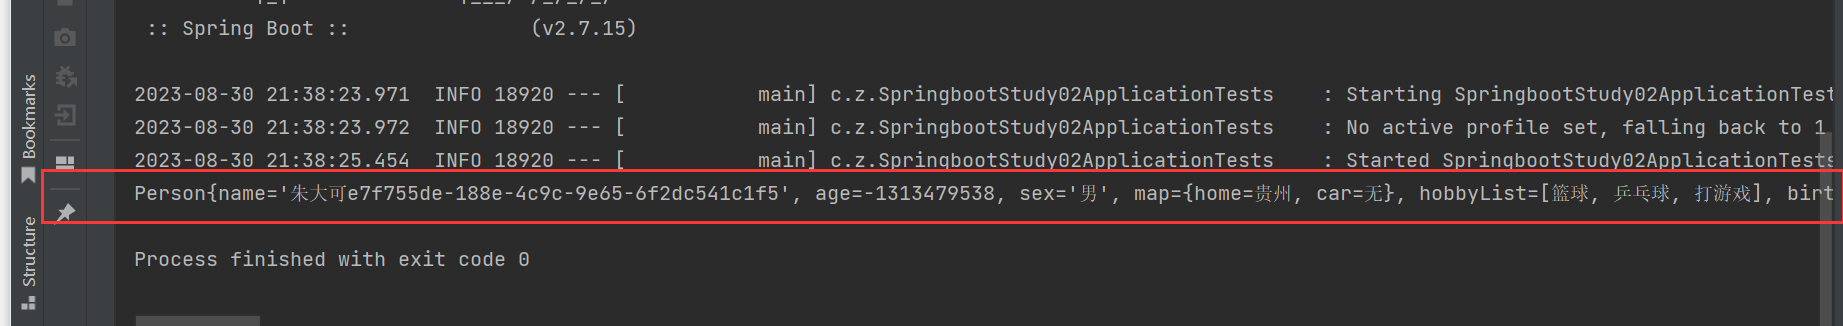 :: Spring Boot ::               (v2.7.15)
2023-08-30 21:38:23.971  INFO 18920 --- [           main] c.z.SpringbootStudy02ApplicationTests    : Starting SpringbootStudy02ApplicationTest
2023-08-30 21:38:23.972  INFO 18920 --- [           main] c.z.SpringbootStudy02ApplicationTests    : No active profile set, falling back to 1
2023-08-30 21:38:25.454  INFO 18920 --- [           main] c.z.SpringbootStudy02ApplicationTests    : Started SpringbootStudy02ApplicationTests
Person{name='朱大可e7f755de-188e-4c9c-9e65-6f2dc541c1f5', age=-1313479538, sex='男', map={home=贵州, car=无}, hobbyList=[篮球, 乒乓球, 打游戏], birt
Process finished with exit code 0
Bookmarks
Structure